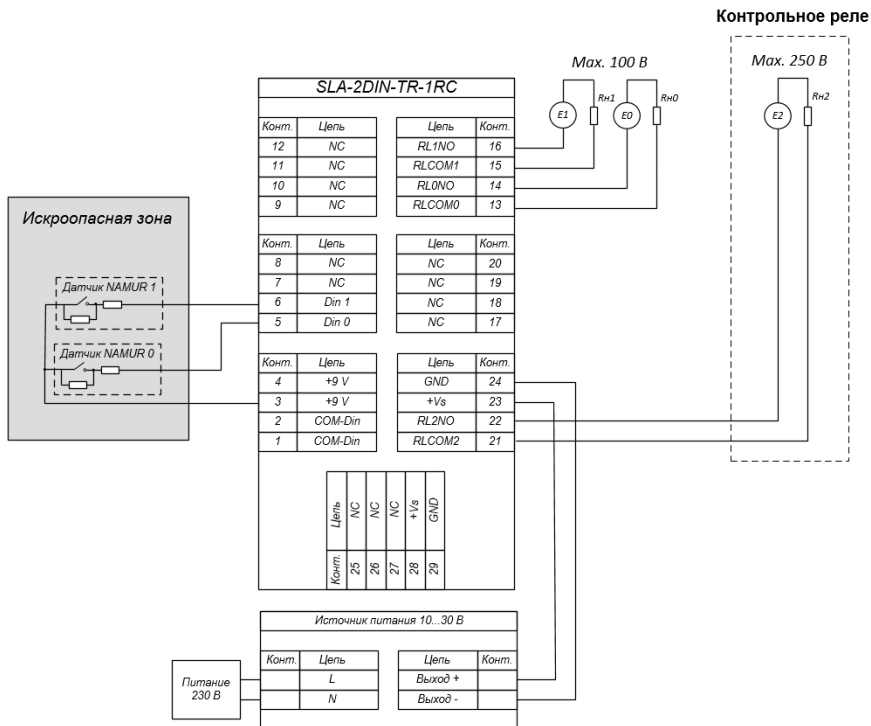 Контрольное реле
Max. 100 В
Max. 250 В
E1
Rн1
E0
Rн0
E2
Rн2
SLA-2DIN-TR-1RC
Конт. Цепь Цепь Конт.
12 NC RL1NO 16
11 NC RLCOM1 15
10 NC RL0NO 14
9 NC RLCOM0 13
Искроопасная зона
Датчик NAMUR 1
Датчик NAMUR 0
Конт. Цепь Цепь Конт.
8 NC NC 20
7 NC NC 19
6 Din 1 NC 18
5 Din 0 NC 17
Конт. Цепь Цепь Конт.
4 +9 V GND 24
3 +9 V +Vs 23
2 COM-Din RL2NO 22
1 COM-Din RLCOM2 21
Цепь NC NC NC +Vs GND
Конт. 25 26 27 28 29
Источник питания 10...30 В
Конт. Цепь Цепь Конт.
L Выход +
N Выход -
Питание
230 В